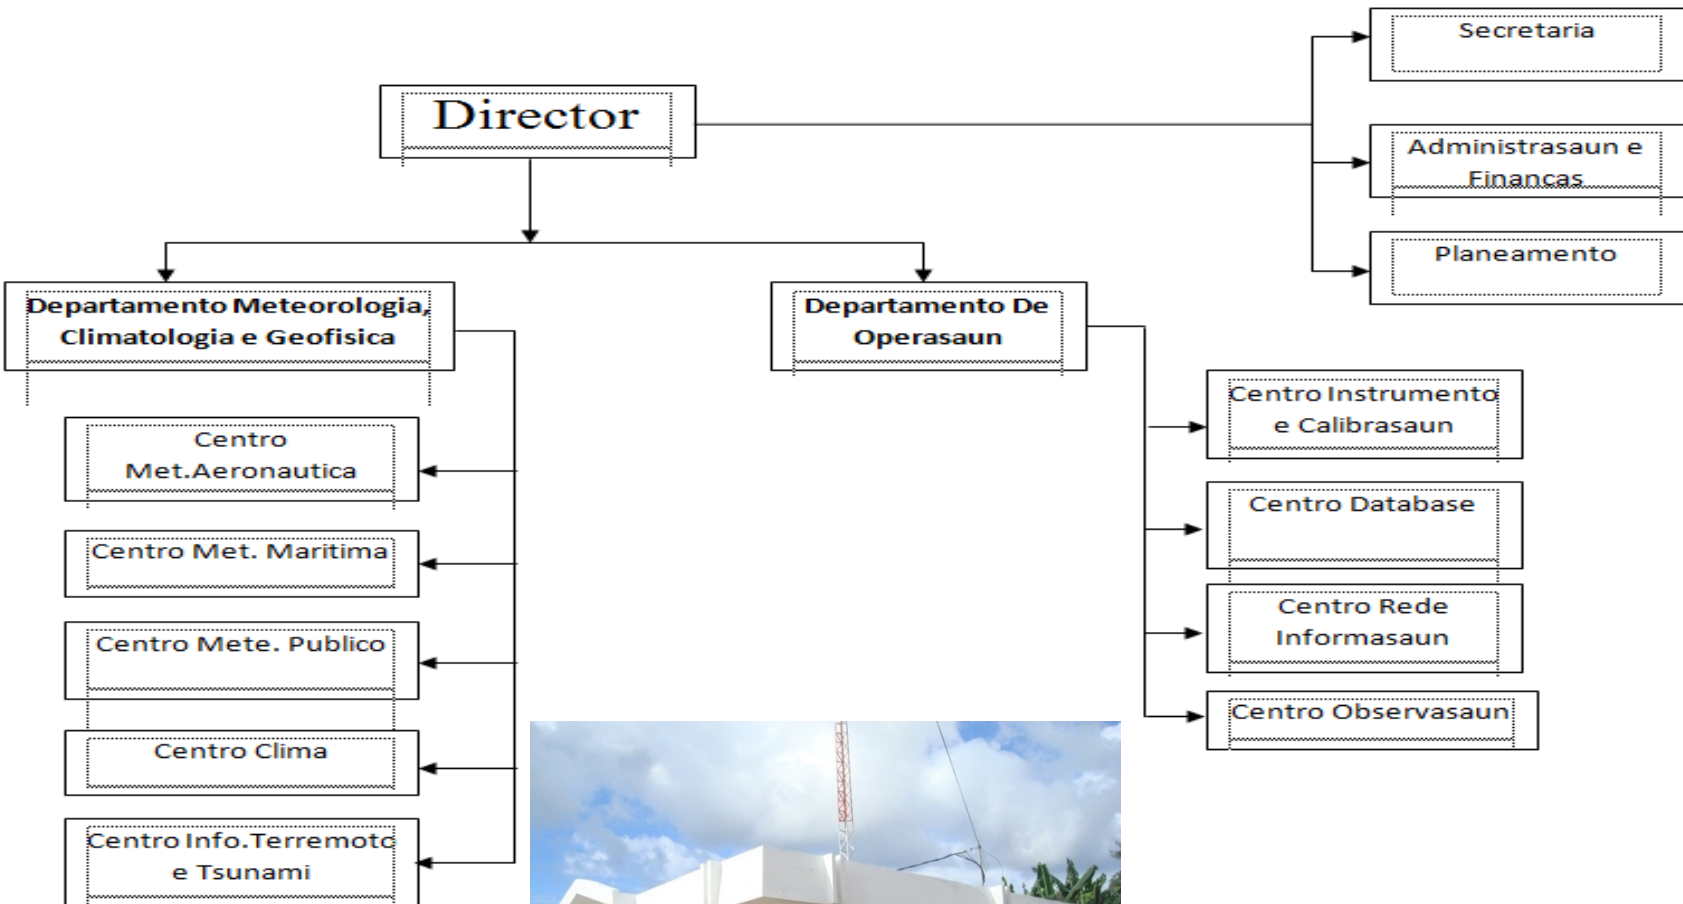 Director
Secretaria
Administrasaun e
Financas
Planeamento
Departamento Meteorologia,
Climatologia e Geofisica
Centro
Met.Aeronautica
Centro Met. Maritima
Centro Mete. Publico
Centro Clima
Centro Info.Terremoto
e Tsunami
Departamento De
Operasaun
Centro Instrumento
e Calibrasaun
Centro Database
Centro Rede
Informasaun
Centro Observasaun